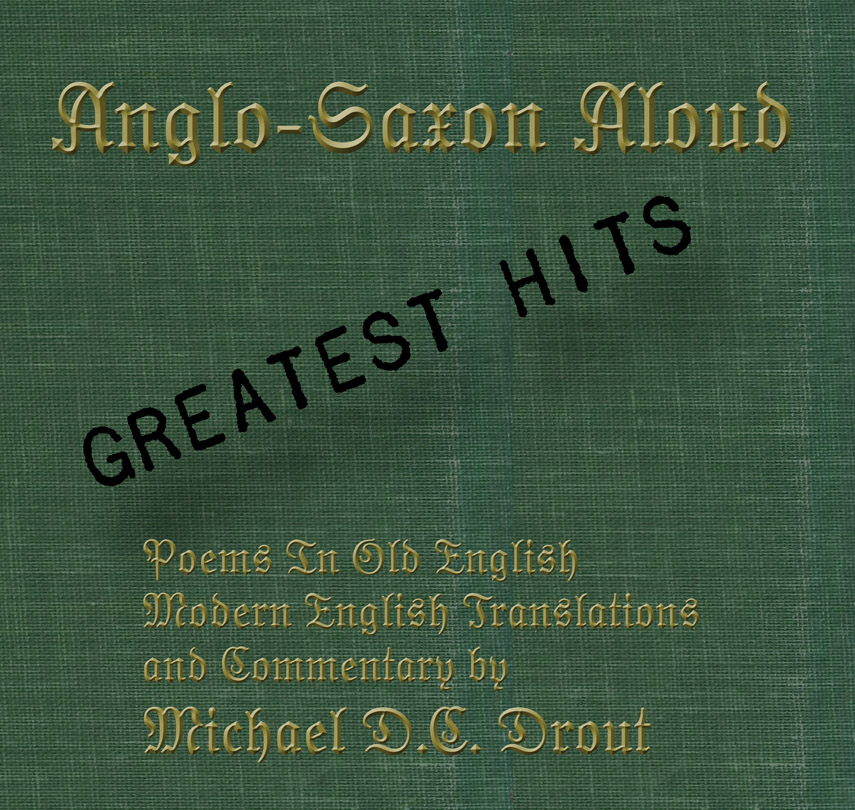 Anglo-Saxon Aloud
GREATEST HITS
Poems In Old English
Modern English Translations
and Commentary by
Michael D.C. Drout